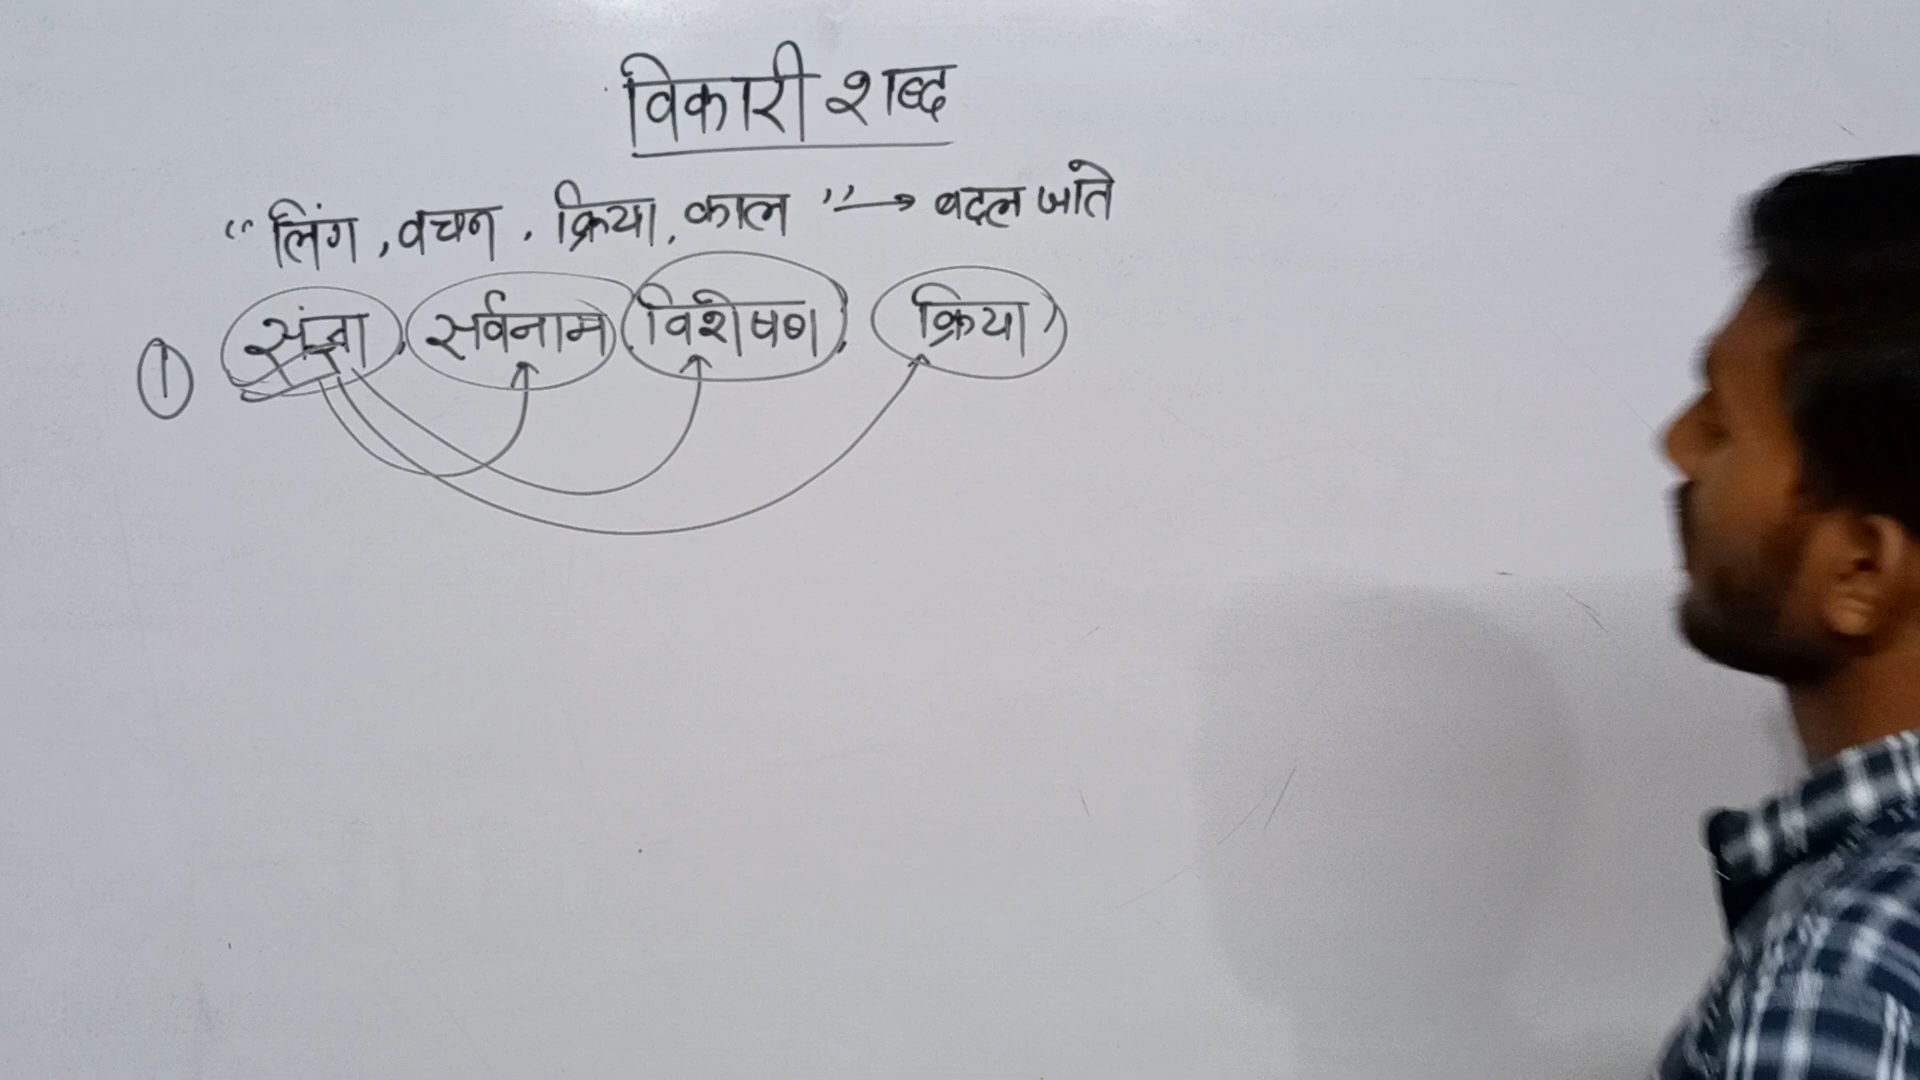 विकारी शब्द
“ लिंग , वचन , क्रिया , काल ” → बदल जाते
① संज्ञा , सर्वनाम , विशेषण , क्रिया